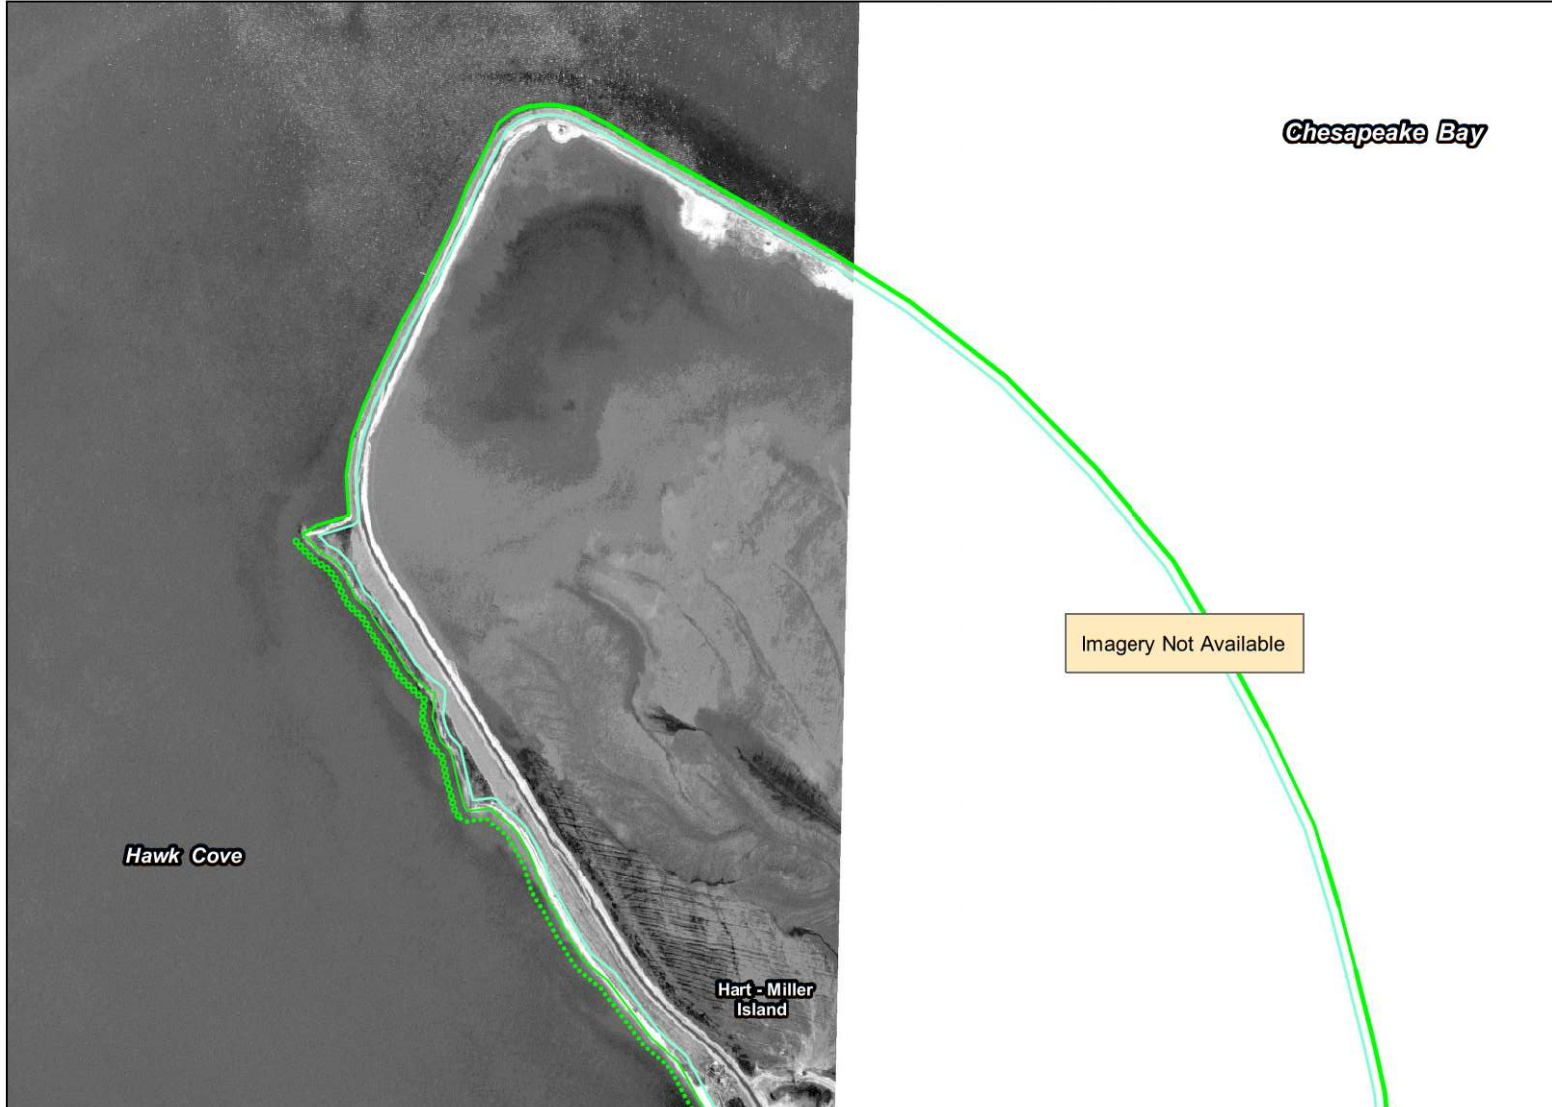 Chesapeake Bay
Imagery Not Available
Hawk Cove
Hart - Miller
Island